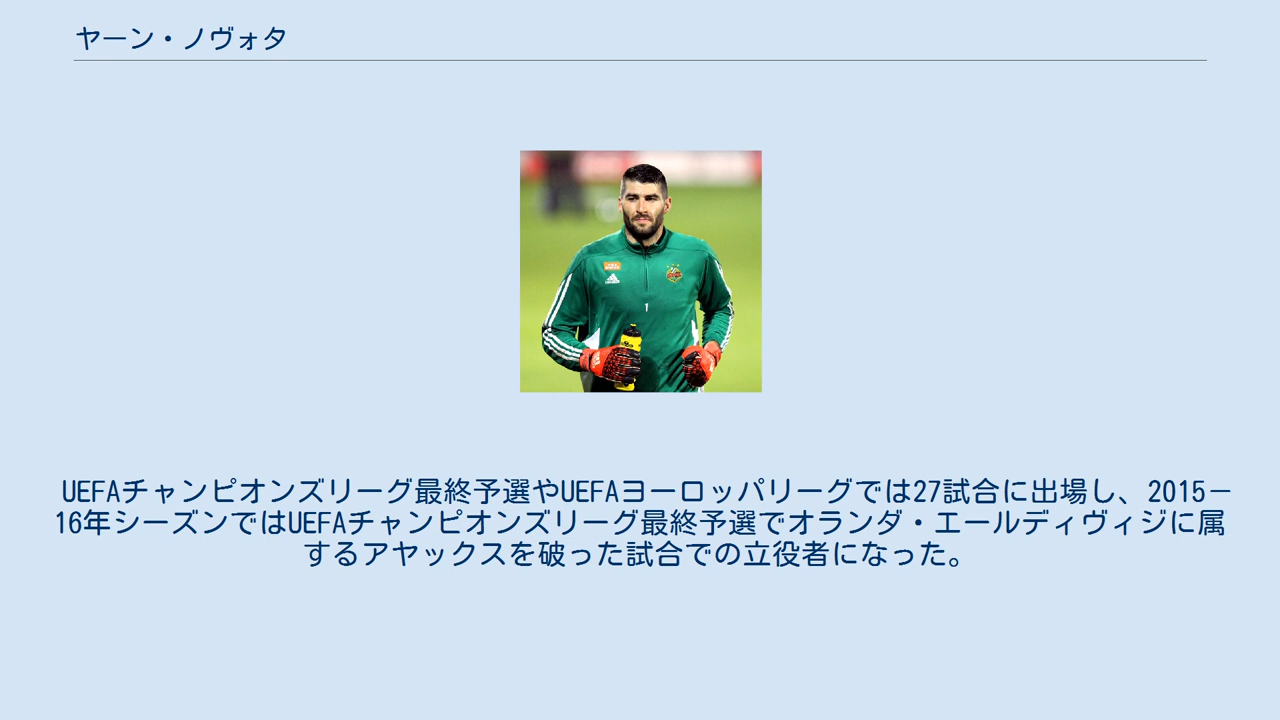 ヤーン・ノヴォタ
1
UEFAチャンピオンズリーグ最終予選やUEFAヨーロッパリーグでは27試合に出場し、2015－
16年シーズンではUEFAチャンピオンズリーグ最終予選でオランダ・エールディヴィジに属
するアヤックスを破った試合での立役者になった。